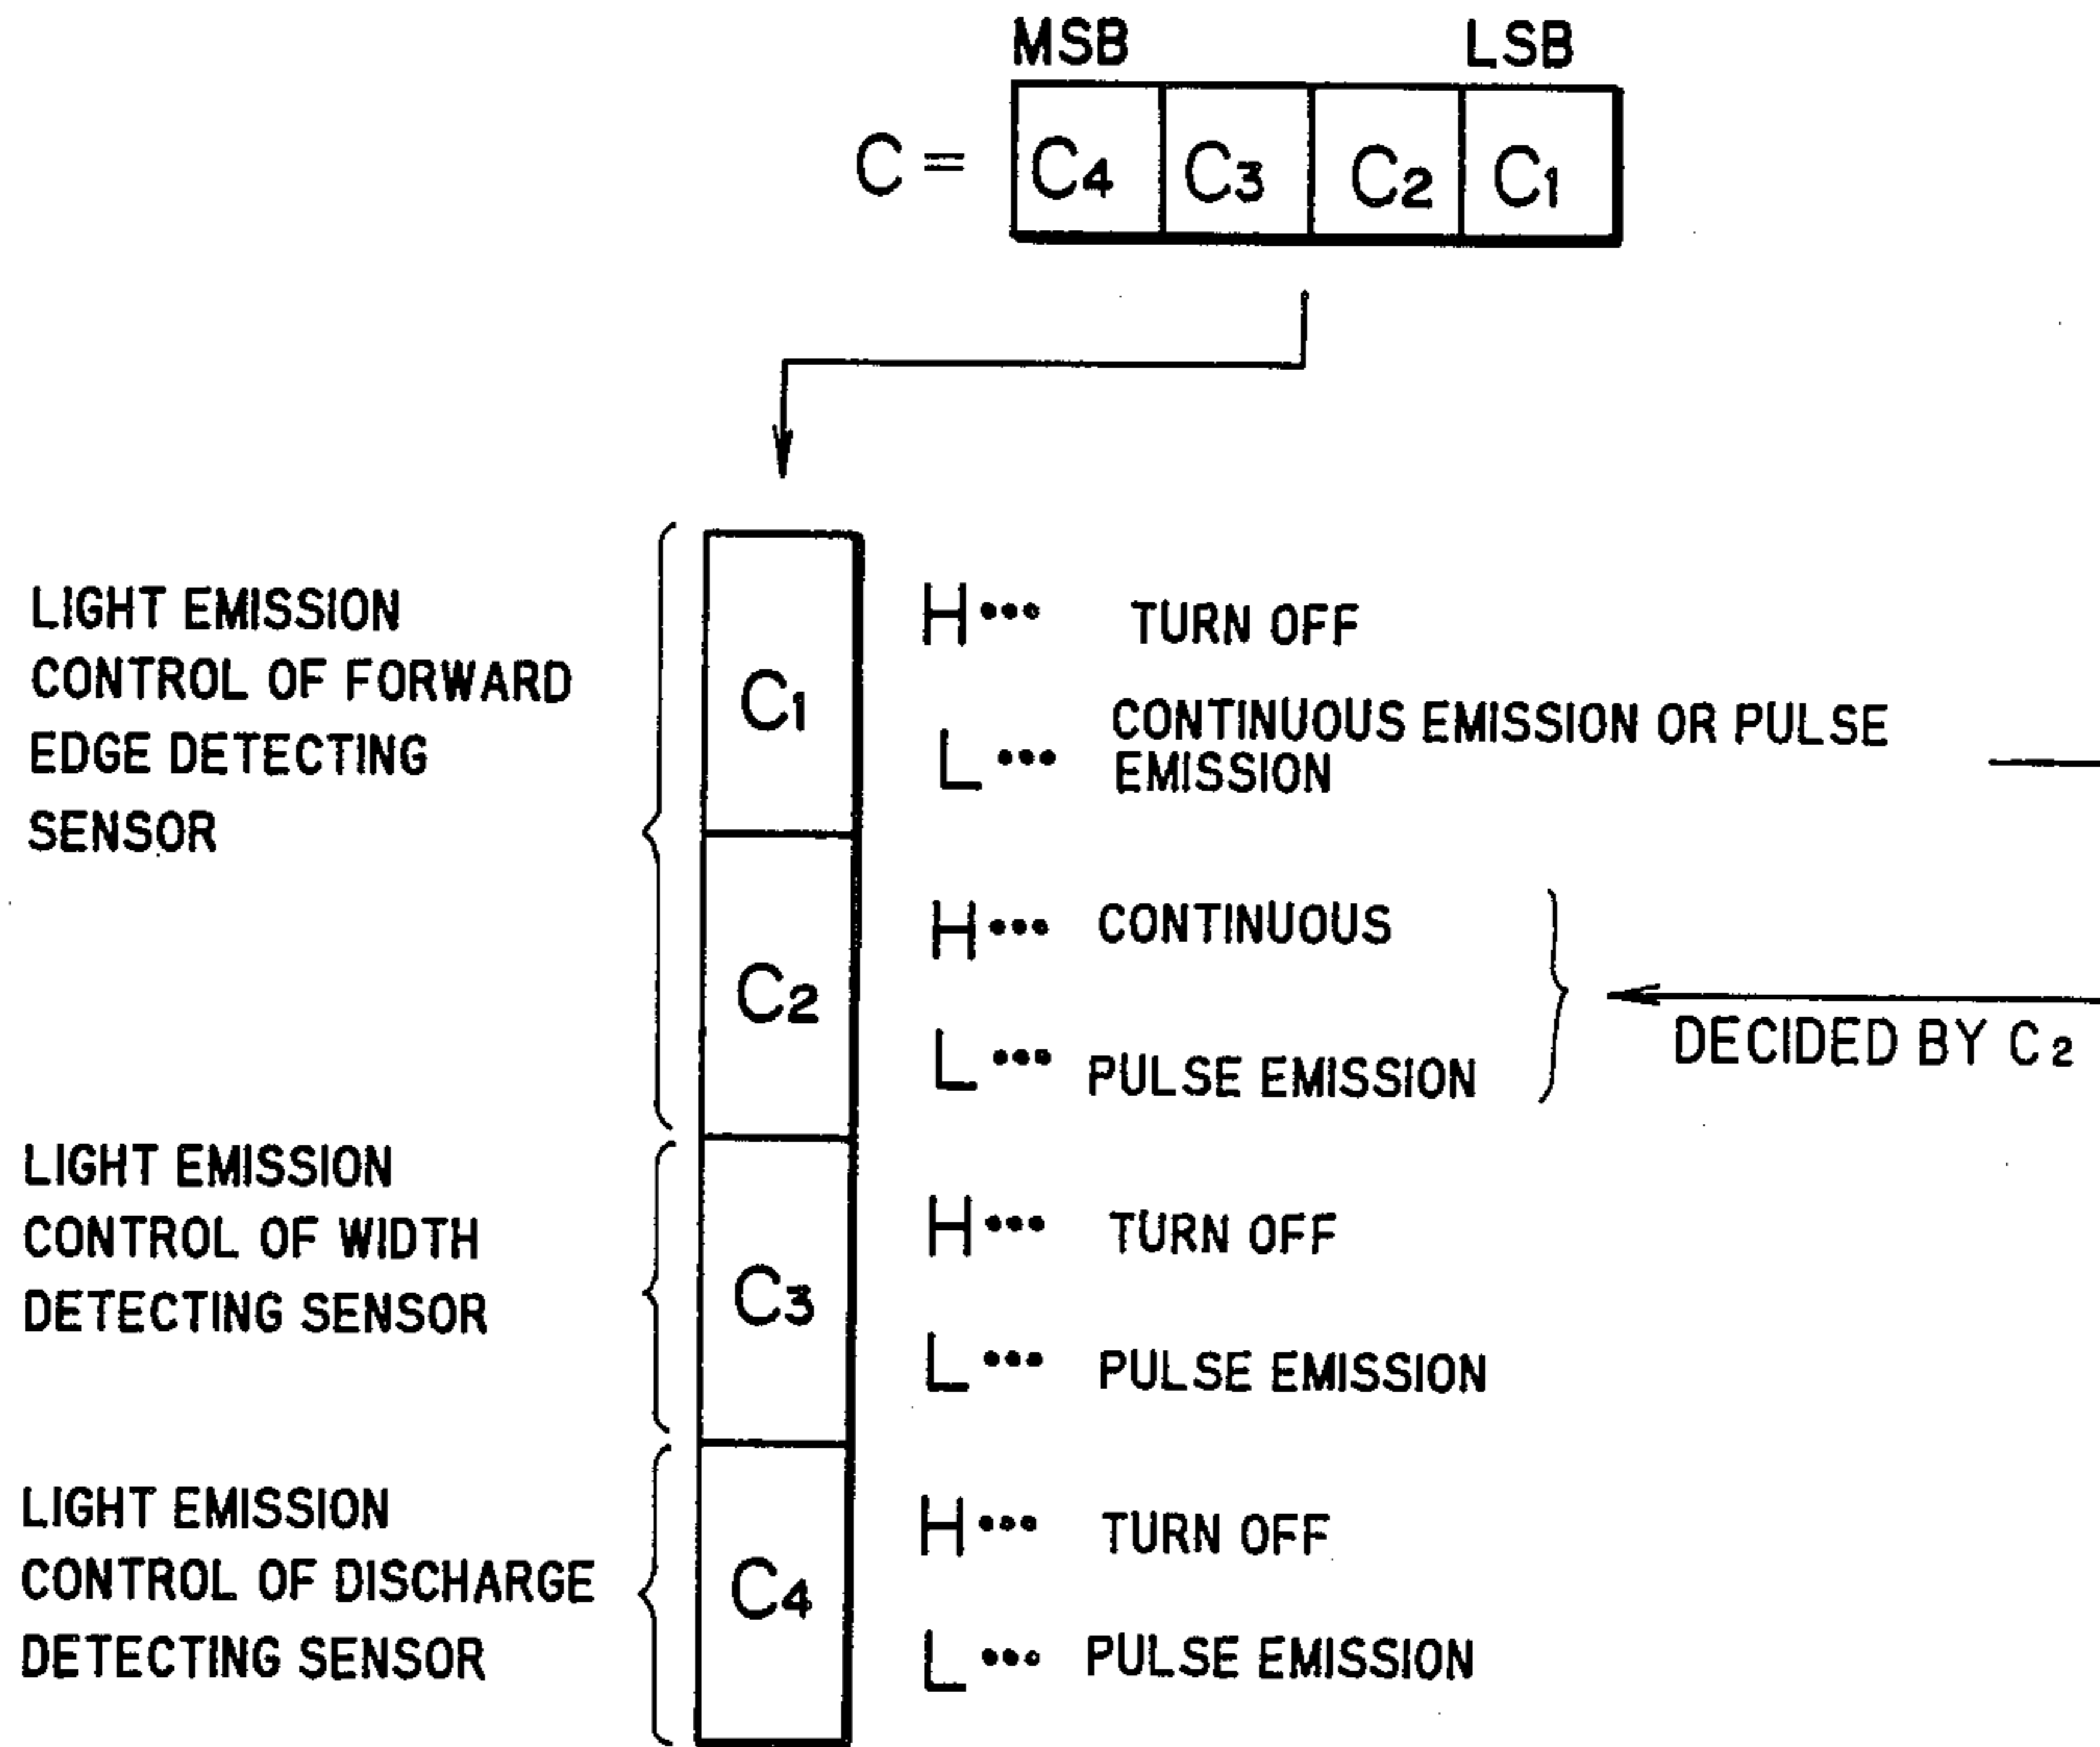 MSB LSB
C = C4 C3 C2 C1
LIGHT EMISSION
CONTROL OF FORWARD
EDGE DETECTING
SENSOR
C1
H••• TURN OFF
L••• CONTINUOUS EMISSION OR PULSE
EMISSION
C2
H••• CONTINUOUS
L••• PULSE EMISSION
DECIDED BY C2
LIGHT EMISSION
CONTROL OF WIDTH
DETECTING SENSOR
C3
H••• TURN OFF
L••• PULSE EMISSION
LIGHT EMISSION
CONTROL OF DISCHARGE
DETECTING SENSOR
C4
H••• TURN OFF
L••• PULSE EMISSION